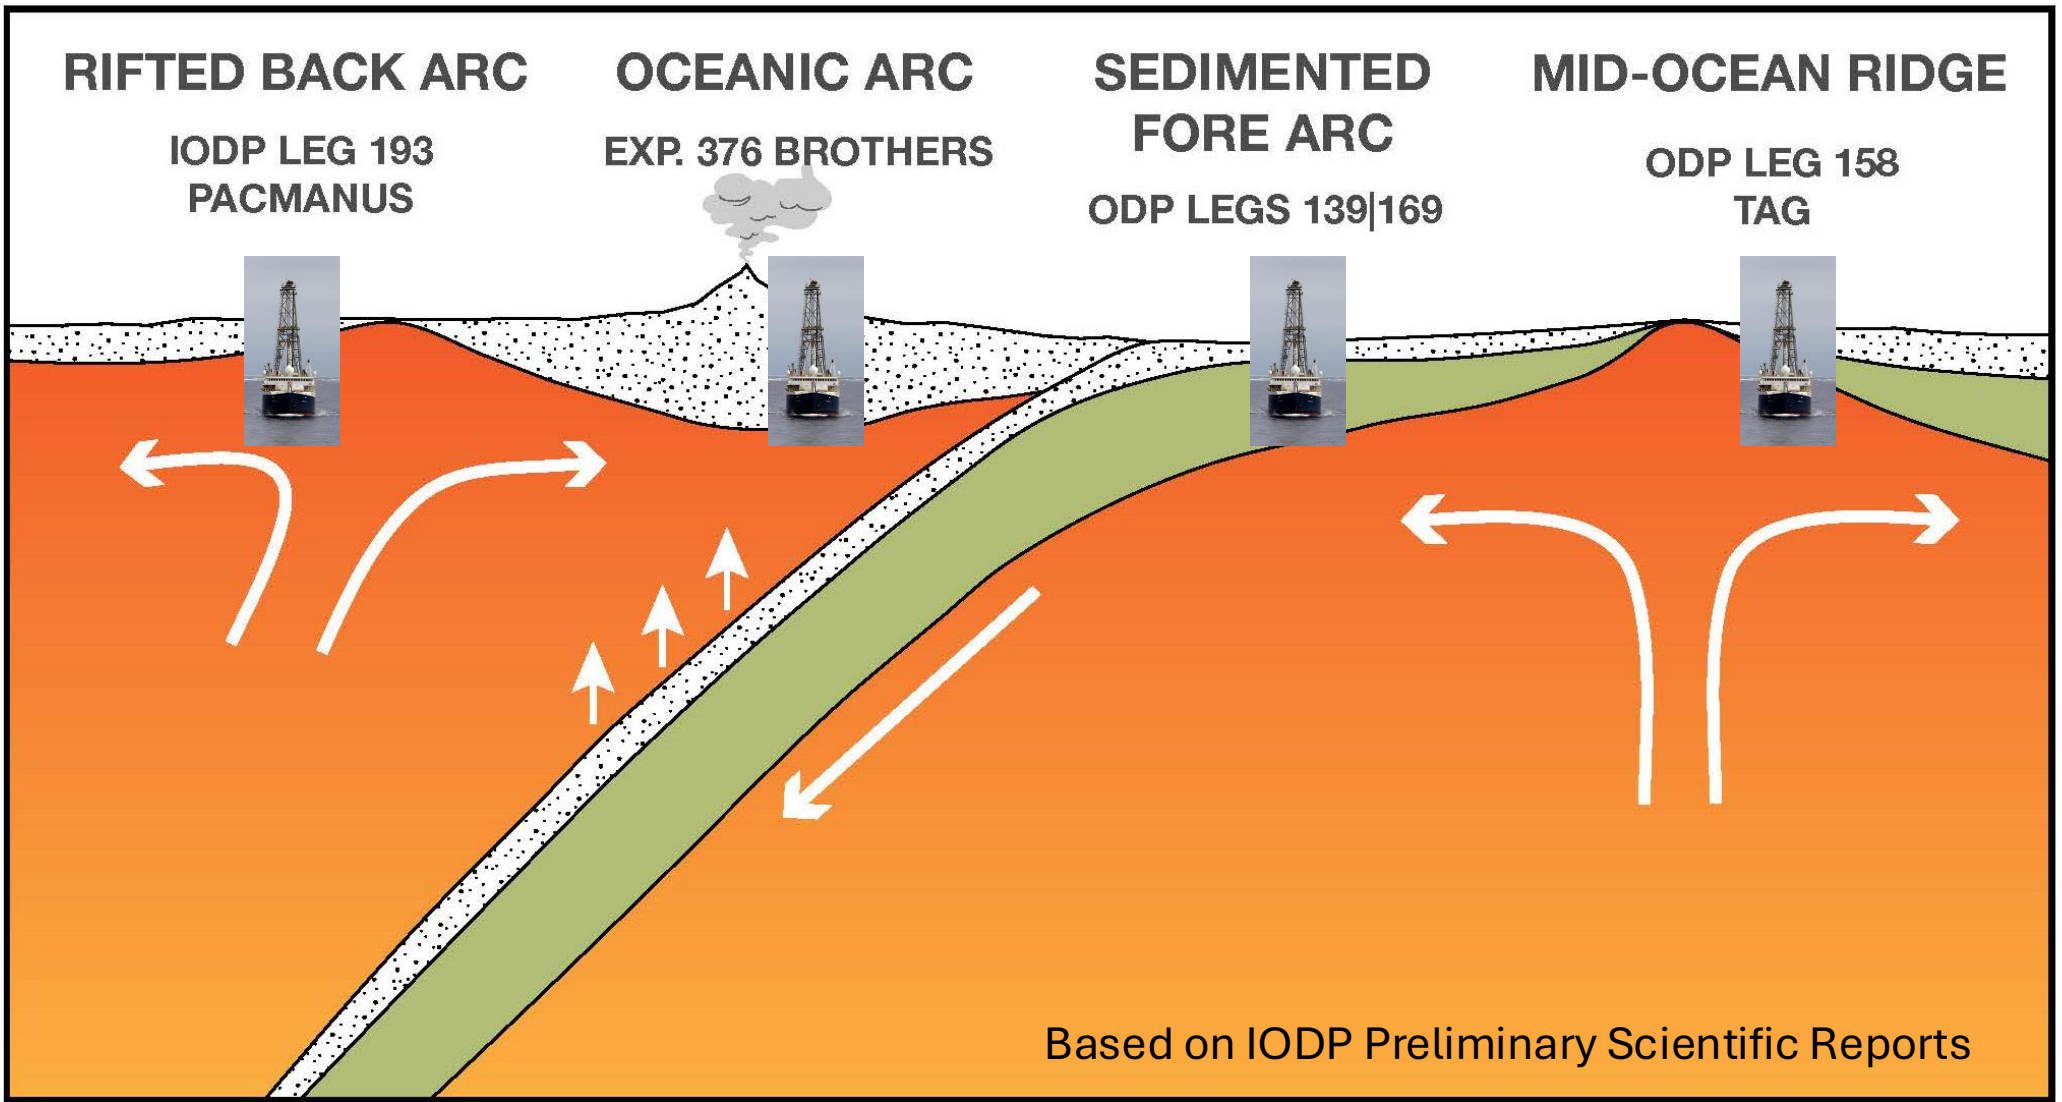 RIFTED BACK ARC
IODP LEG 193
PACMANUS
OCEANIC ARC
EXP. 376 BROTHERS
SEDIMENTED
FORE ARC
ODP LEGS 139|169
MID-OCEAN RIDGE
ODP LEG 158
TAG
Based on IODP Preliminary Scientific Reports